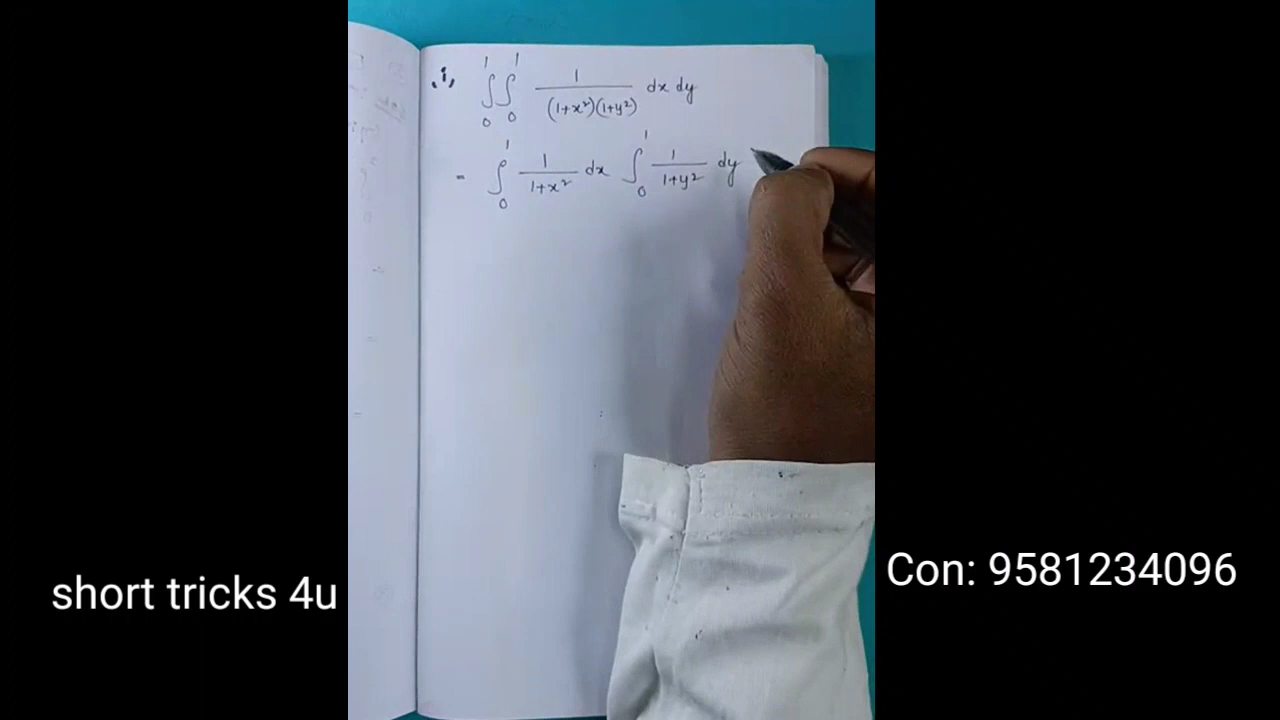 .i, ∫₀¹ ∫₀¹ 1/((1+x²)(1+y²)) dx dy
= ∫₀¹ 1/(1+x²) dx ∫₀¹ 1/(1+y²) dy
short tricks 4u
Con: 9581234096